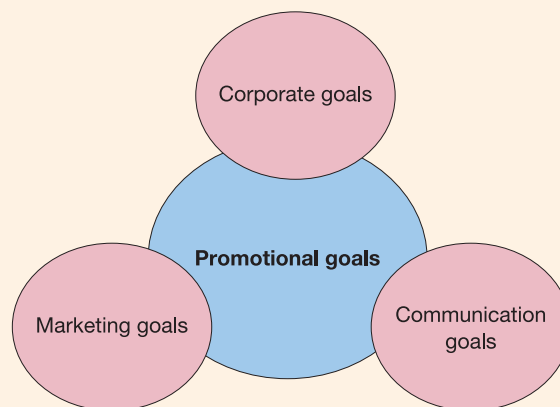 Corporate goals
Promotional goals
Marketing goals
Communication
goals